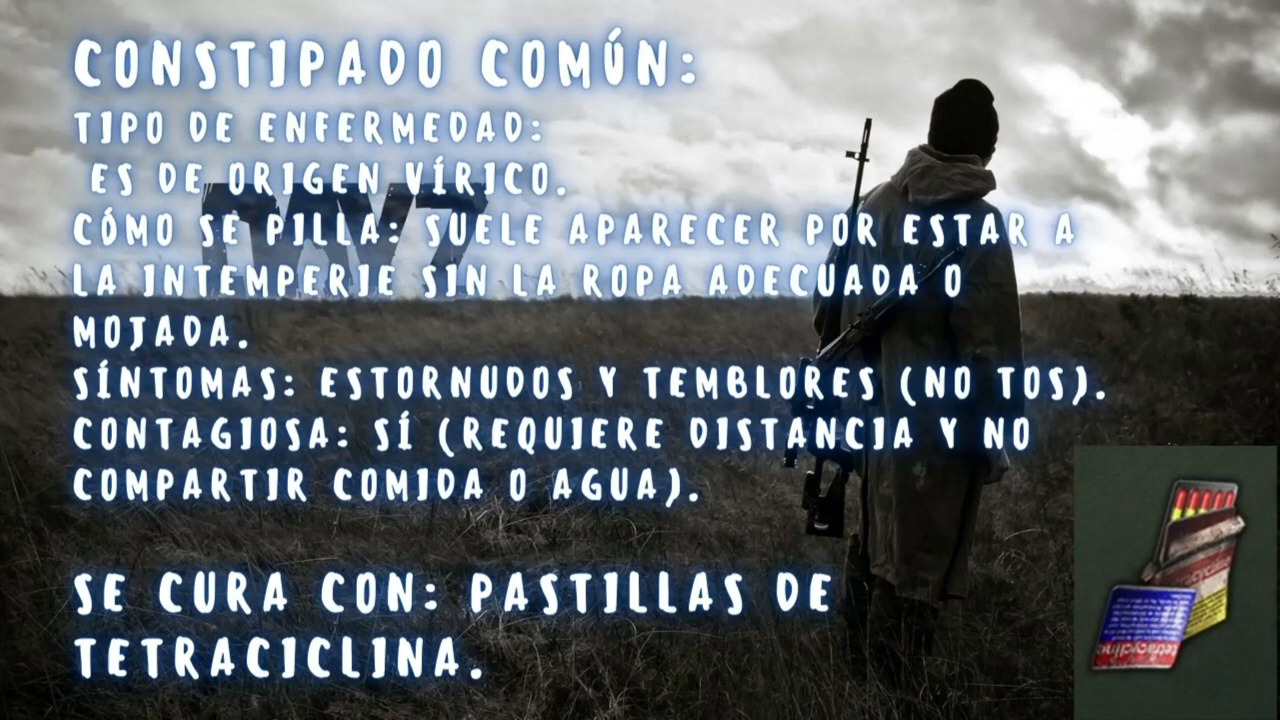 CONSTIPADO COMÚN:
TIPO DE ENFERMEDAD:
ES DE ORIGEN VÍRICO.
CÓMO SE PILLA: SUELE APARECER POR ESTAR A
LA INTEMPERIE SIN LA ROPA ADECUADA O
MOJADA.
SÍNTOMAS: ESTORNUDOS Y TEMBLORES (NO TOS).
CONTAGIOSA: SÍ (REQUIERE DISTANCIA Y NO
COMPARTIR COMIDA O AGUA).
SE CURA CON: PASTILLAS DE
TETRACICLINA.
DAYZ
tetracycline